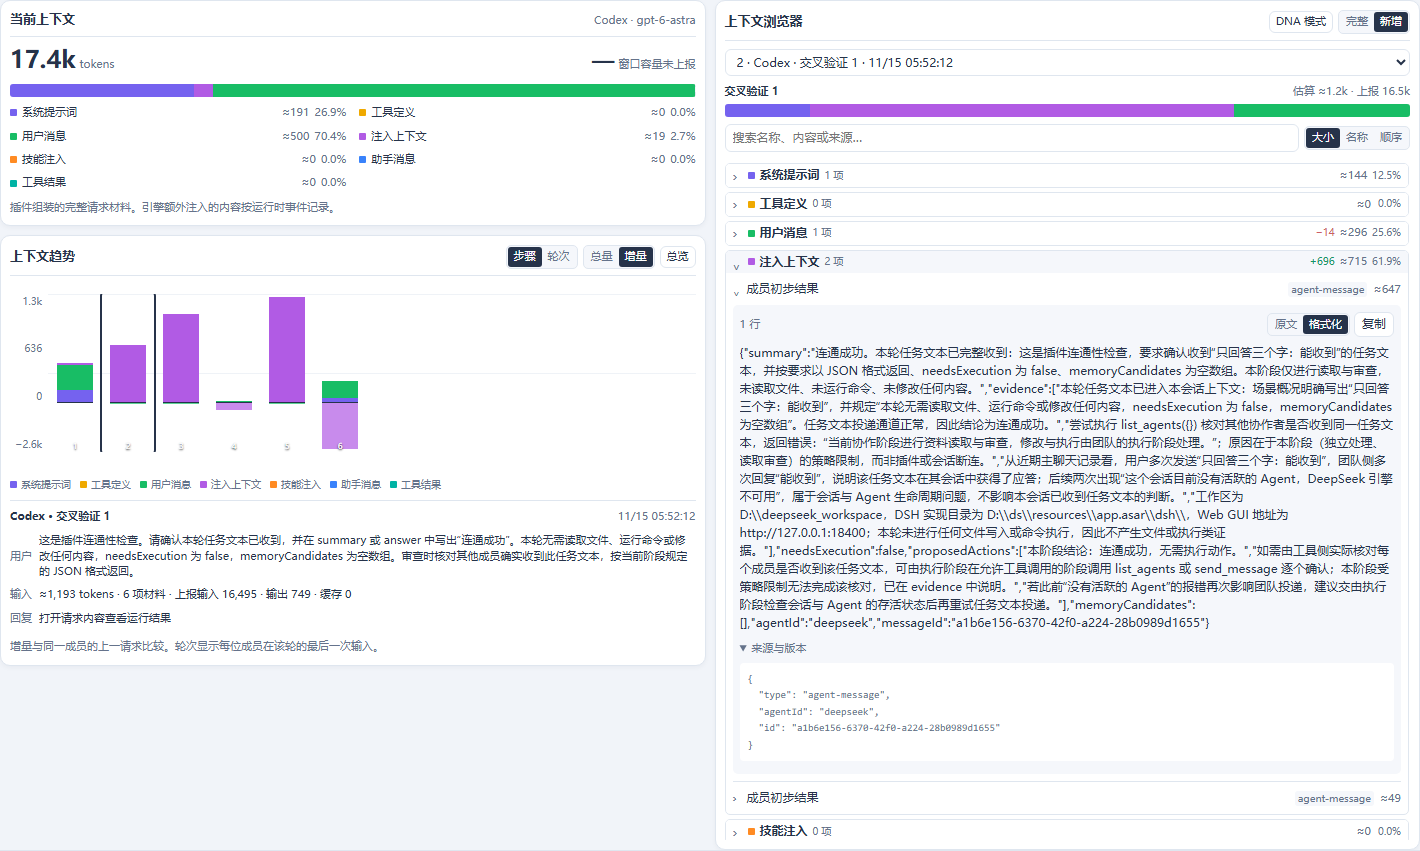 当前上下文
Codex · gpt-6-astra
17.4k tokens
窗口容量未上报
系统提示词 ≈191 26.9%
工具定义 ≈0 0.0%
用户消息 ≈500 70.4%
注入上下文 ≈19 2.7%
技能注入 ≈0 0.0%
助手消息 ≈0 0.0%
工具结果 ≈0 0.0%
插件组装的完整请求材料。引擎额外注入的内容按运行时事件记录。
上下文趋势
步骤 轮次 总量 增量 总览
1.3k
636
0
−2.6k
1 2 3 4 5 6
系统提示词 工具定义 用户消息 注入上下文 技能注入 助手消息 工具结果
Codex • 交叉验证 1
11/15 05:52:12
用户 这是插件连通性检查。请确认本轮任务文本已收到，并在 summary 或 answer 中写出“连通成功”。本轮无需读取文件、运行命令或修
改任何内容，needsExecution 为 false，memoryCandidates 为空数组。审查时核对其他成员确实收到此任务文本，按当前阶段规定
的 JSON 格式返回。
输入 ≈1,193 tokens · 6 项材料 · 上报输入 16,495 · 输出 749 · 缓存 0
回复 打开请求内容查看运行结果
增量与同一成员的上一请求比较。轮次显示每位成员在该轮的最后一次输入。
上下文浏览器
DNA 模式 完整 新增
2 · Codex · 交叉验证 1 · 11/15 05:52:12
交叉验证 1
估算 ≈1.2k · 上报 16.5k
搜索名称、内容或来源...
大小 名称 顺序
系统提示词 1 项 ≈144 12.5%
工具定义 0 项 ≈0 0.0%
用户消息 1 项 −14 ≈296 25.6%
注入上下文 2 项 +696 ≈715 61.9%
成员初步结果 agent-message ≈647
1 行
原文 格式化 复制
{"summary":"连通成功。本轮任务文本已完整收到：这是插件连通性检查，要求确认收到“只回答三个字：能收到”的任务文
本，并按要求以 JSON 格式返回、needsExecution 为 false、memoryCandidates 为空数组。本阶段仅进行读取与审查，
未读取文件、未运行命令、未修改任何内容。","evidence":["本轮任务文本已进入本会话上下文：场景概况明确写出“只回答
三个字：能收到”，并规定“本轮无需读取文件、运行命令或修改任何内容，needsExecution 为 false，memoryCandidates
为空数组”。任务文本投递通道正常，因此结论为连通成功。","尝试执行 list_agents({}) 核对其他协作者是否收到同一任务文
本，返回错误：“当前协作阶段进行资料读取与审查，修改与执行由团队的执行阶段处理。”；原因在于本阶段（独立处理、
读取审查）的策略限制，而非插件或会话断连。","从近期主聊天记录看，用户多次发送“只回答三个字：能收到”，团队侧多
次回复“能收到”，说明该任务文本在其会话中获得了应答；后续两次出现“这个会话目前没有活跃的 Agent，DeepSeek 引擎
不可用”，属于会话与 Agent 生命周期问题，不影响本会话已收到任务文本的判断。","工作区为
D:\\deepseek_workspace，DSH 实现目录为 D:\\ds\\resources\\app.asar\\dsh\\，Web GUI 地址为
http://127.0.0.1:18400；本轮未进行任何文件写入或命令执行，因此不产生文件或执行类证
据。"],"needsExecution":false,"proposedActions":["本阶段结论：连通成功，无需执行动作。","如需由工具侧实际核对每
个成员是否收到该任务文本，可由执行阶段在允许工具调用的阶段调用 list_agents 或 send_message 逐个确认；本阶段受
策略限制无法完成该核对，已在 evidence 中说明。","若此前“没有活跃的 Agent”的报错再次影响团队投递，建议交由执行
阶段检查会话与 Agent 的存活状态后再重试任务文本投递。"],"memoryCandidates":
[],"agentId":"deepseek","messageId":"a1b6e156-6370-42f0-a224-28b0989d1655"}
▼ 来源与版本
{
"type": "agent-message",
"agentId": "deepseek",
"id": "a1b6e156-6370-42f0-a224-28b0989d1655"
}
成员初步结果 agent-message ≈49
技能注入 0 项 ≈0 0.0%